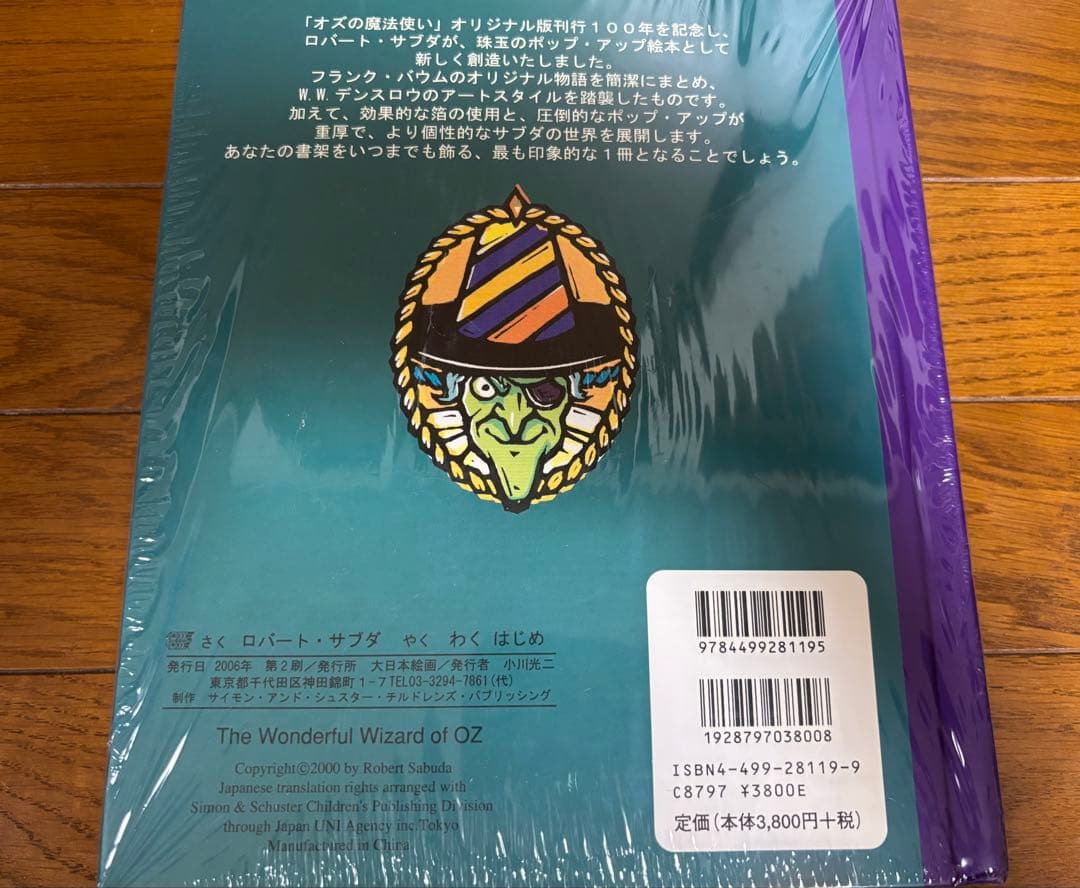 「オズの魔法使い」オリジナル版刊行１００年を記念し、
ロバート・サブダが、珠玉のポップ・アップ絵本として
新しく創造いたしました。
フランク・バウムのオリジナル物語を簡潔にまとめ、
W.W.デンスロウのアートスタイルを踏襲したものです。
加えて、効果的な箔の使用と、圧倒的なポップ・アップが
重厚で、より個性的なサブダの世界を展開します。
あなたの書架をいつまでも飾る、最も印象的な１冊となることでしょう。
さく ロバート・サブダ やく わく はじめ
発行日 2006年 第２刷／発行所 大日本絵画／発行者 小川光二
東京都千代田区神田錦町１－７TEL03-3294-7861(代)
制作 サイモン・アンド・シュスター・チルドレンズ・パブリッシング
The Wonderful Wizard of OZ
Copyright©2000 by Robert Sabuda
Japanese translation rights arranged with
Simon & Schuster Children's Publishing Division
through Japan UNI Agency inc.Tokyo
Manufactured in China
9784499281195
1928797038008
ISBN4-499-28119-9
C8797 ¥3800E
定価(本体3,800円+税)